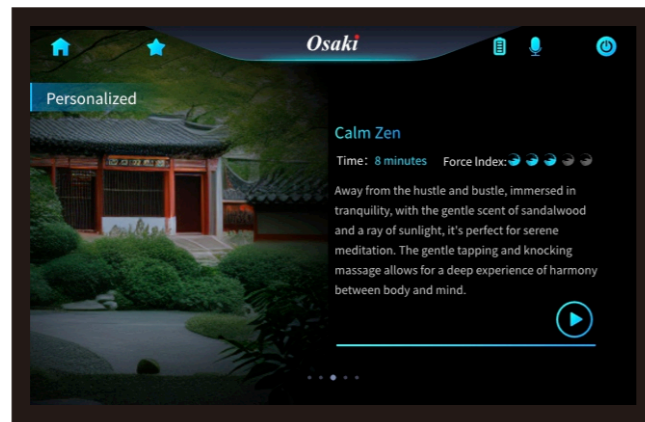 Osaki
Personalized
Calm Zen
Time: 8 minutes Force Index:
Away from the hustle and bustle, immersed in
tranquility, with the gentle scent of sandalwood
and a ray of sunlight, it's perfect for serene
meditation. The gentle tapping and knocking
massage allows for a deep experience of harmony
between body and mind.